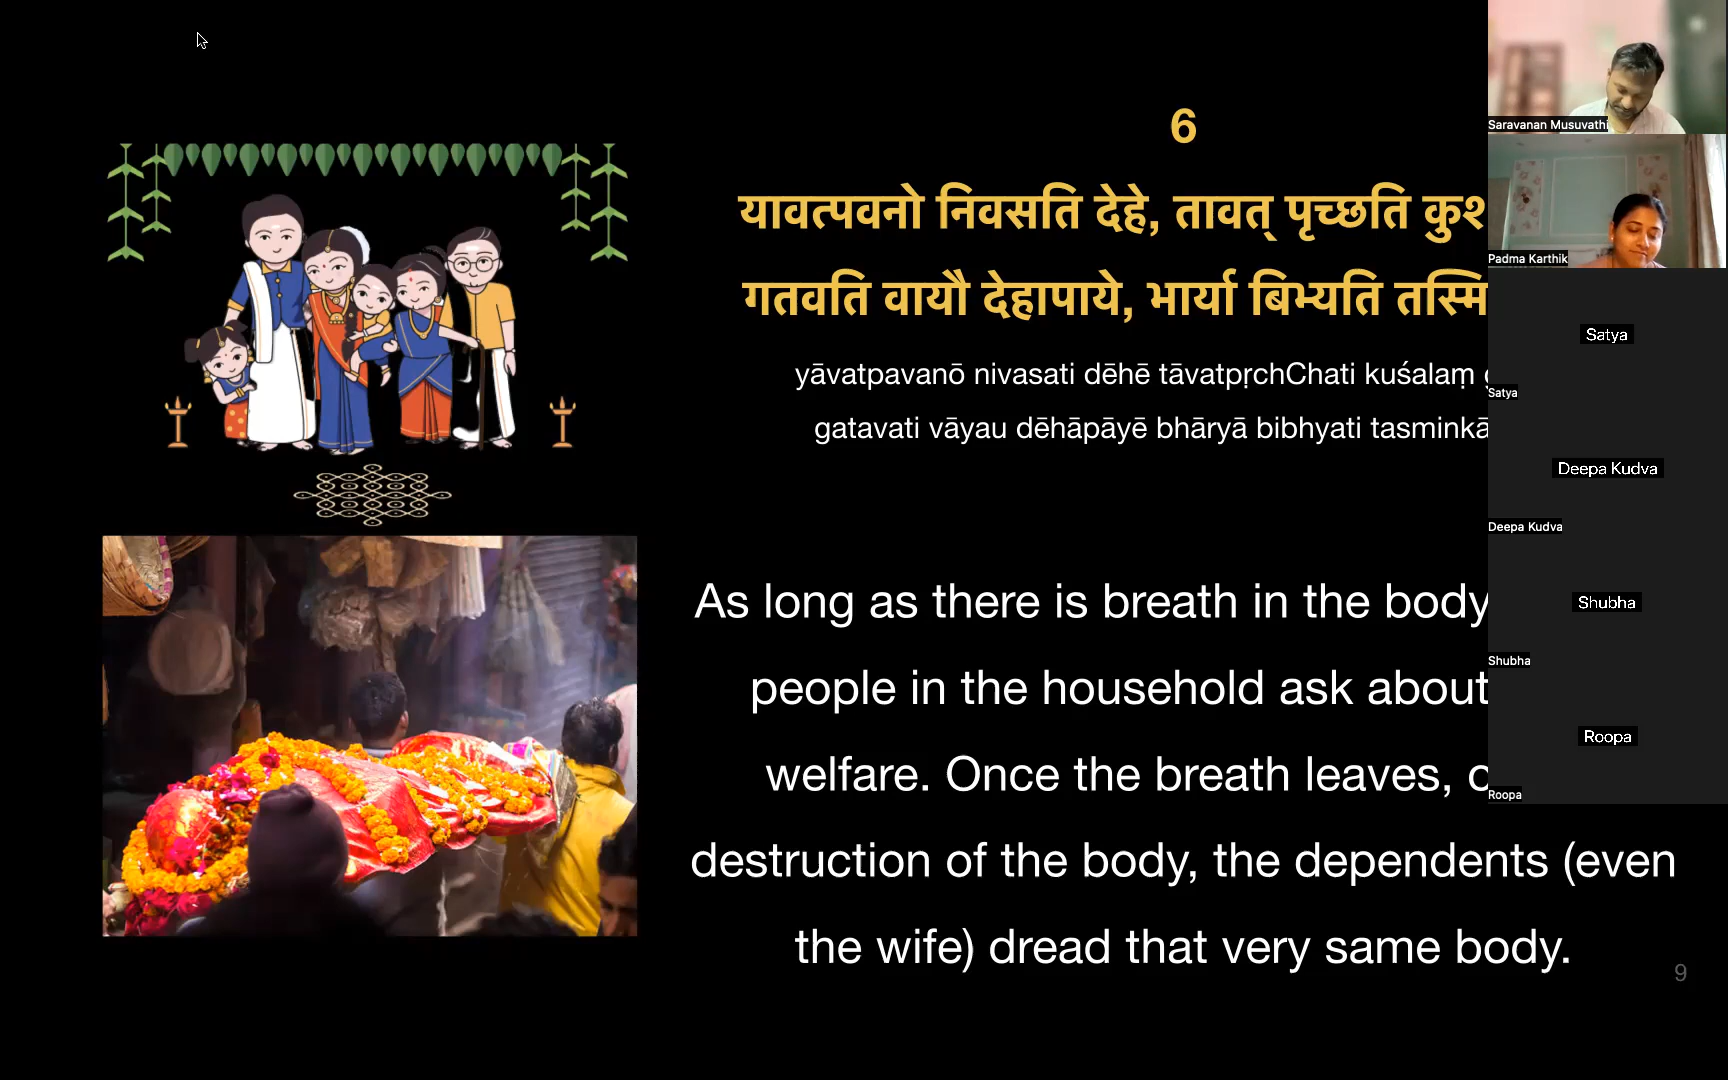 6
यावत्पवनो निवसति देहे, तावत् पृच्छति
गतवति वायौ देहापाये, भार्या बिभ्यति
yāvatpavanō nivasati dēhē tāvatpṛchChati kuśalaṃ
gatavati vāyau dēhāpāyē bhāryā bibhyati
As long as there is breath in the body
people in the household ask about
welfare. Once the breath leaves,
destruction of the body, the dependents (even
the wife) dread that very same body.
9
Saravanan Musuvathi
Padma Karthik
Satya
Satya
Deepa Kudva
Deepa Kudva
Shubha
Shubha
Roopa
Roopa